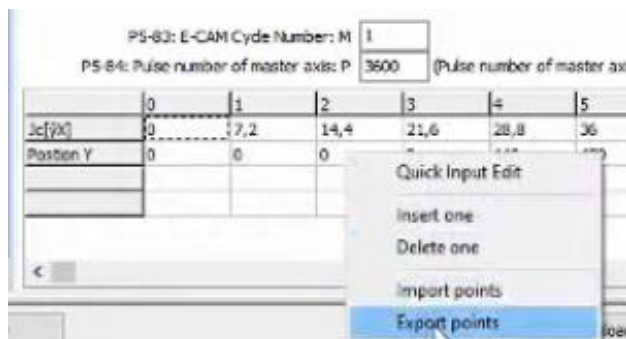 P5-83: E-CAM Cycle Number: M 1
P5-84: Pulse number of master axis: P 3600 (Pulse number of master axi
0 1 2 3 4 5
Jc[ÿX] 0 7,2 14,4 21,6 28,8 36
Postion Y 0 0 0
Quick Input Edit
Insert one
Delete one
Import points
Export points